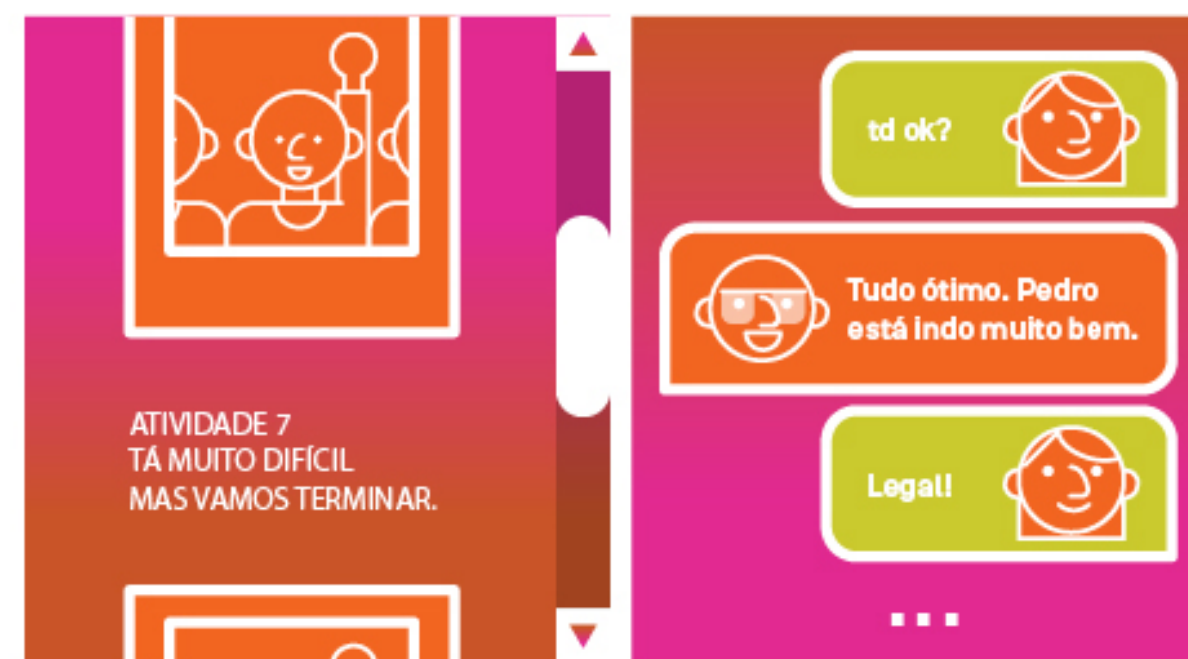 ATIVIDADE 7
TÁ MUITO DIFÍCIL
MAS VAMOS TERMINAR.
td ok?
Tudo ótimo. Pedro
está indo muito bem.
Legal!
...